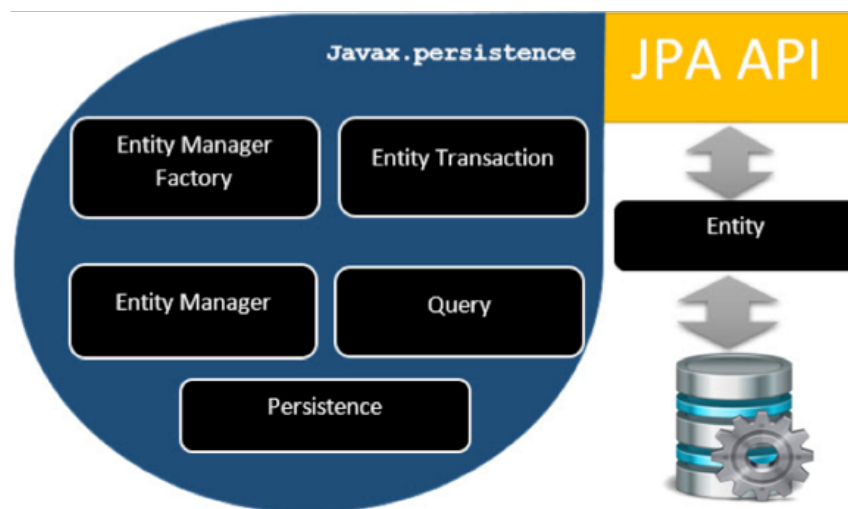 Javax.persistence
JPA API
Entity Manager
Factory
Entity Transaction
Entity
Entity Manager
Query
Persistence